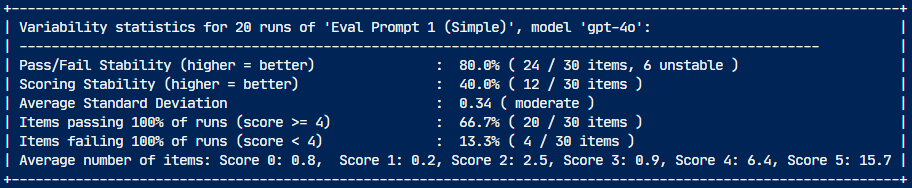 Variability statistics for 20 runs of 'Eval Prompt 1 (Simple)', model 'gpt-4o':
Pass/Fail Stability (higher = better) : 80.0% ( 24 / 30 items, 6 unstable )
Scoring Stability (higher = better) : 40.0% ( 12 / 30 items )
Average Standard Deviation : 0.34 ( moderate )
Items passing 100% of runs (score >= 4) : 66.7% ( 20 / 30 items )
Items failing 100% of runs (score < 4) : 13.3% ( 4 / 30 items )
Average number of items: Score 0: 0.8, Score 1: 0.2, Score 2: 2.5, Score 3: 0.9, Score 4: 6.4, Score 5: 15.7